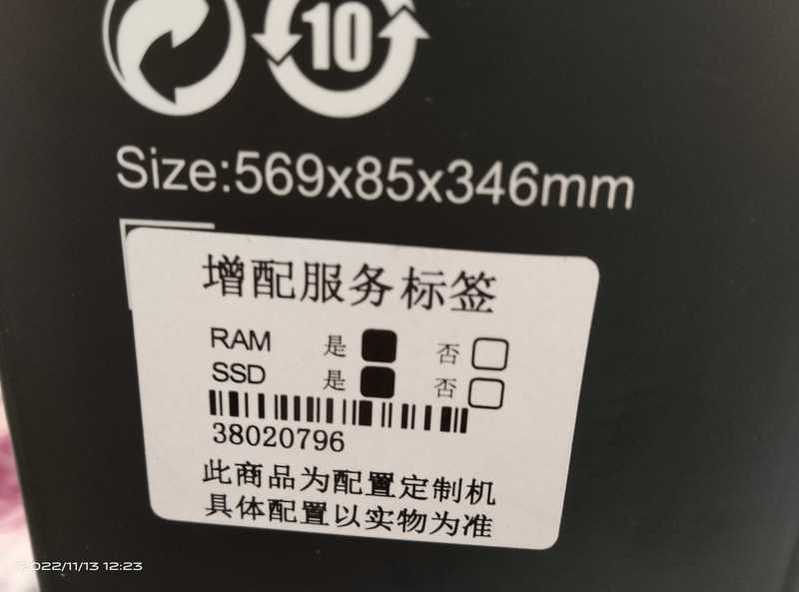 10
Size:569x85x346mm
增配服务标签
RAM 是 否
SSD 是 否
38020796
此商品为配置定制机
具体配置以实物为准
2022/11/13 12:23